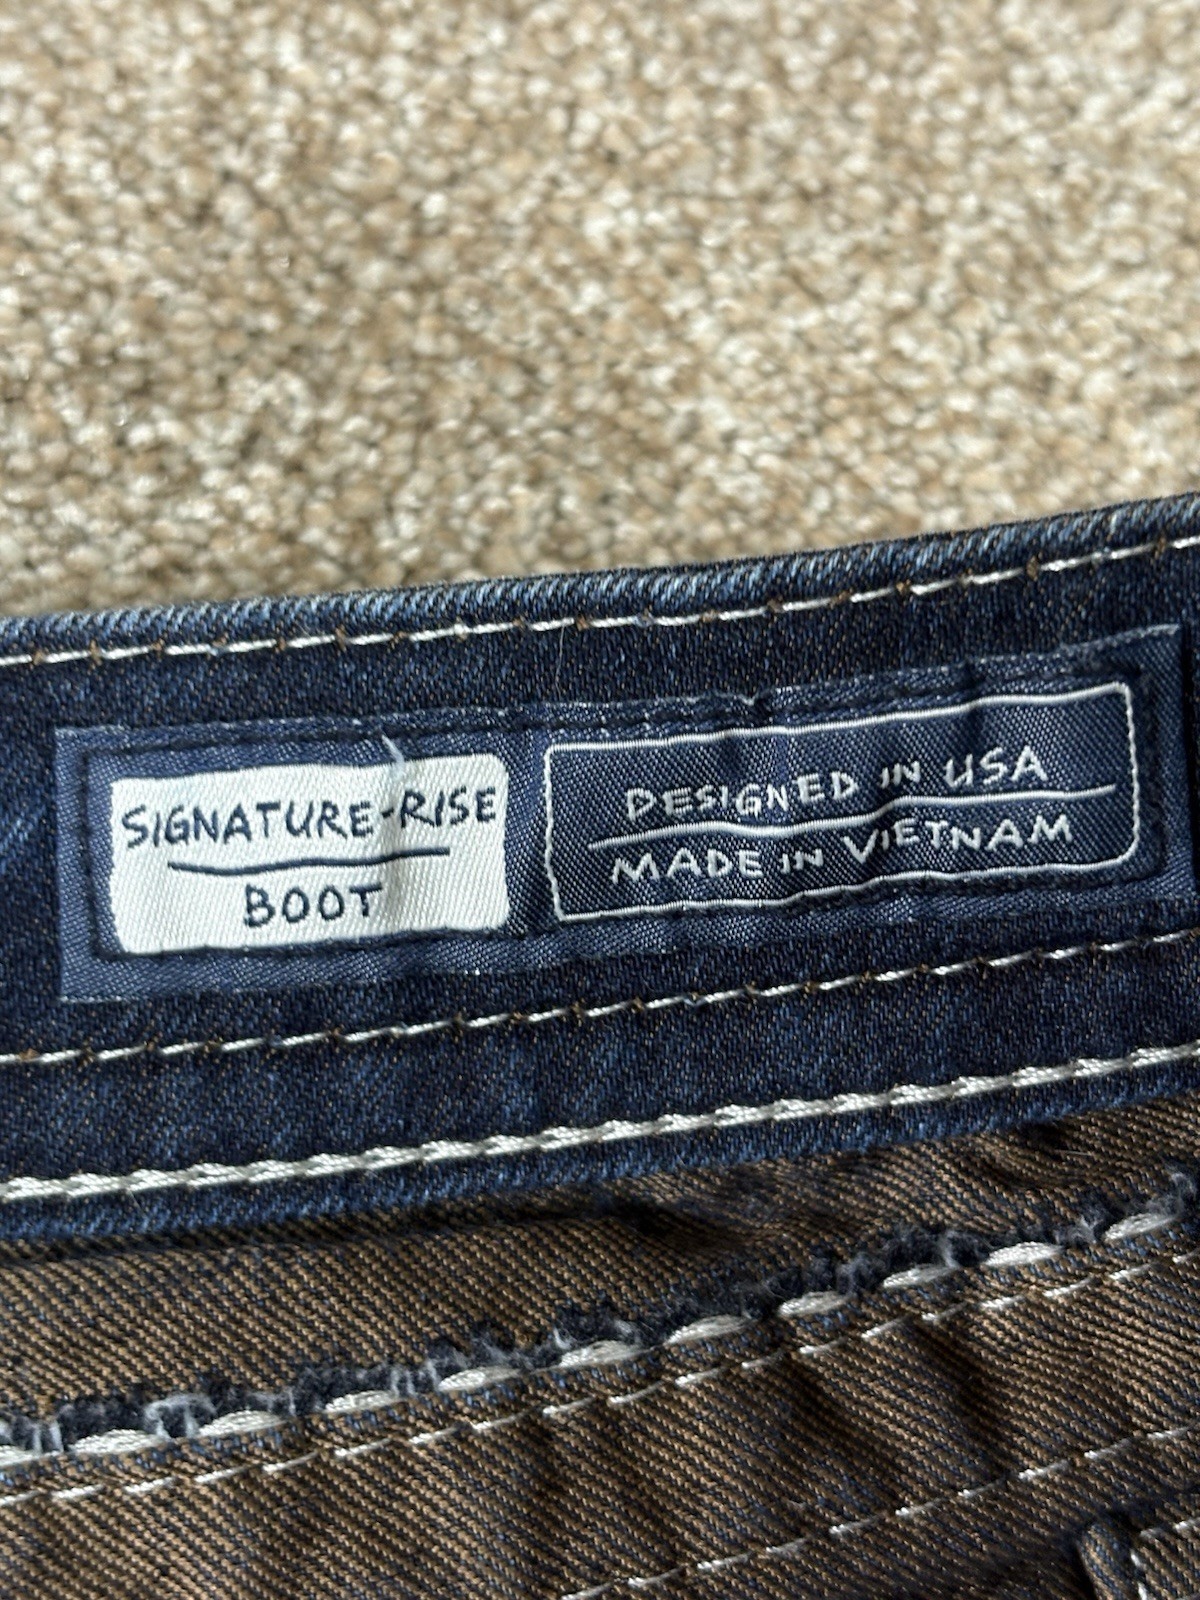 SIGNATURE-RISE
BOOT
DESIGNED IN USA
MADE IN VIETNAM